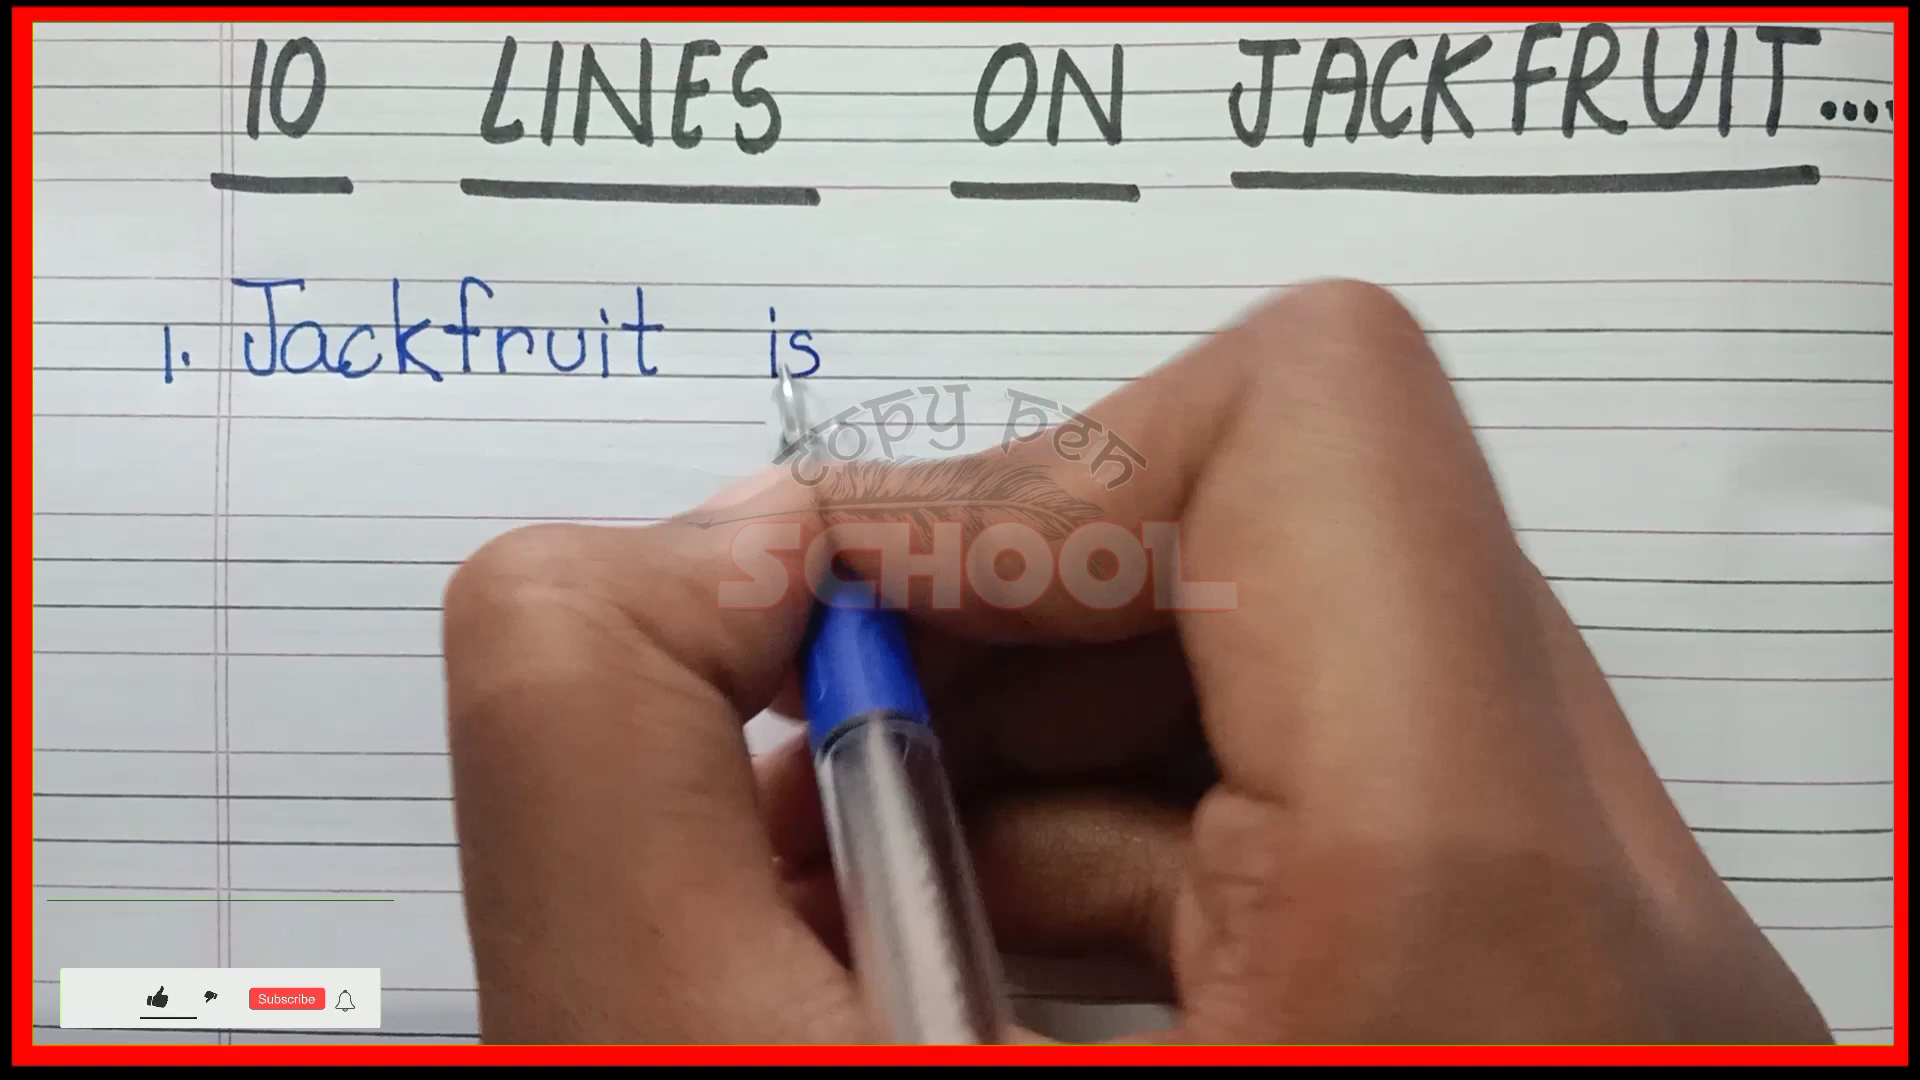 10 LINES ON JACKFRUIT....
1. Jackfruit is
copy pen
SCHOOL
Subscribe